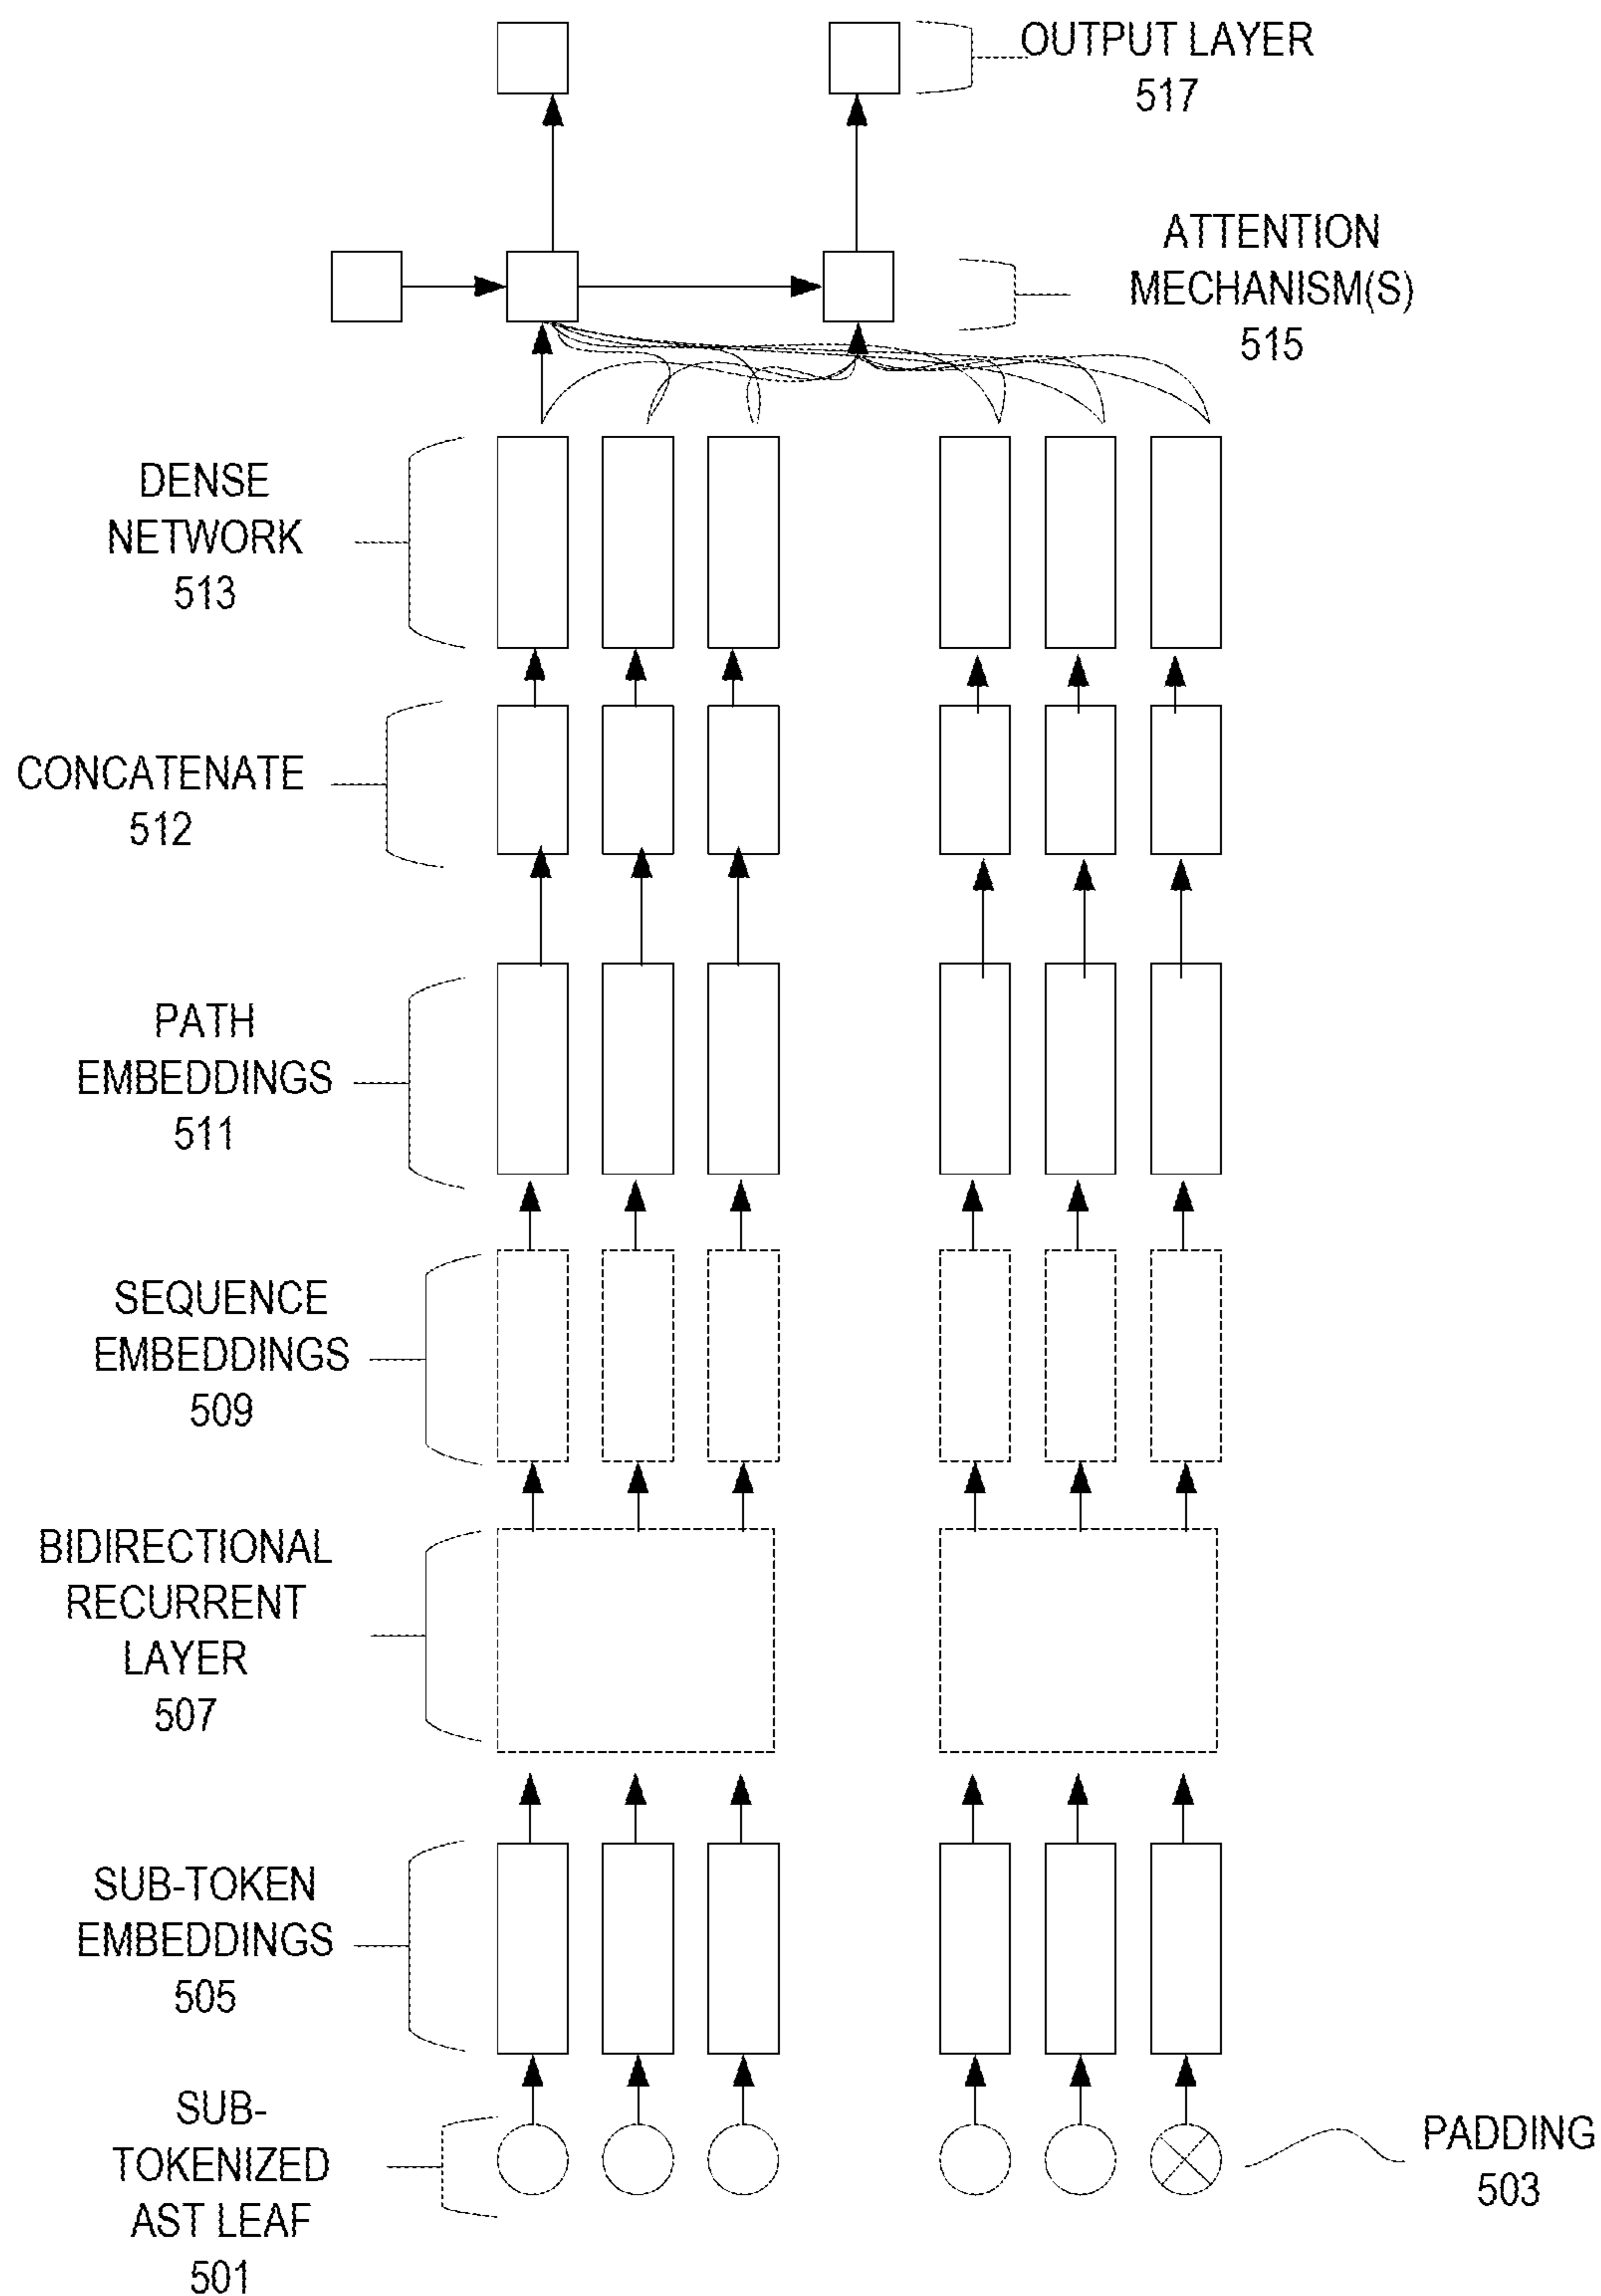 OUTPUT LAYER
517
ATTENTION
MECHANISM(S)
515
DENSE
NETWORK
513
CONCATENATE
512
PATH
EMBEDDINGS
511
SEQUENCE
EMBEDDINGS
509
BIDIRECTIONAL
RECURRENT
LAYER
507
SUB-TOKEN
EMBEDDINGS
505
SUB-
TOKENIZED
AST LEAF
501
PADDING
503